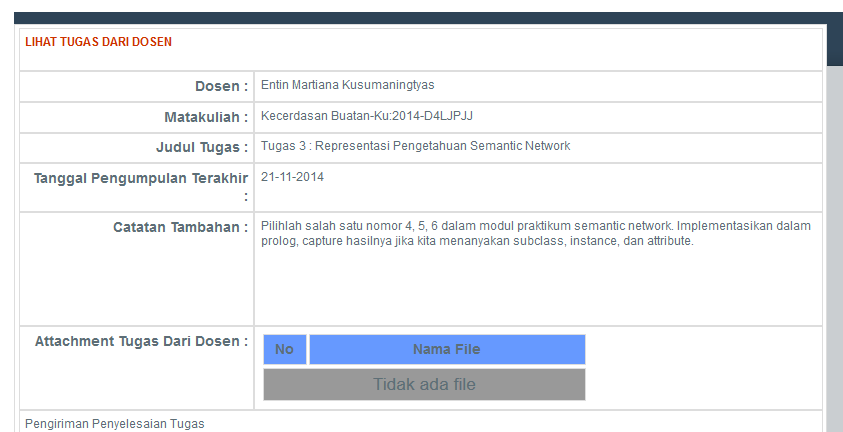 LIHAT TUGAS DARI DOSEN
Dosen : Entin Martiana Kusumaningtyas
Matakuliah : Kecerdasan Buatan-Ku:2014-D4LJPJJ
Judul Tugas : Tugas 3 : Representasi Pengetahuan Semantic Network
Tanggal Pengumpulan Terakhir 21-11-2014
:
Catatan Tambahan : Pilihlah salah satu nomor 4, 5, 6 dalam modul praktikum semantic network. Implementasikan dalam
prolog, capture hasilnya jika kita menanyakan subclass, instance, dan attribute.
Attachment Tugas Dari Dosen :
No Nama File
Tidak ada file
Pengiriman Penyelesaian Tugas